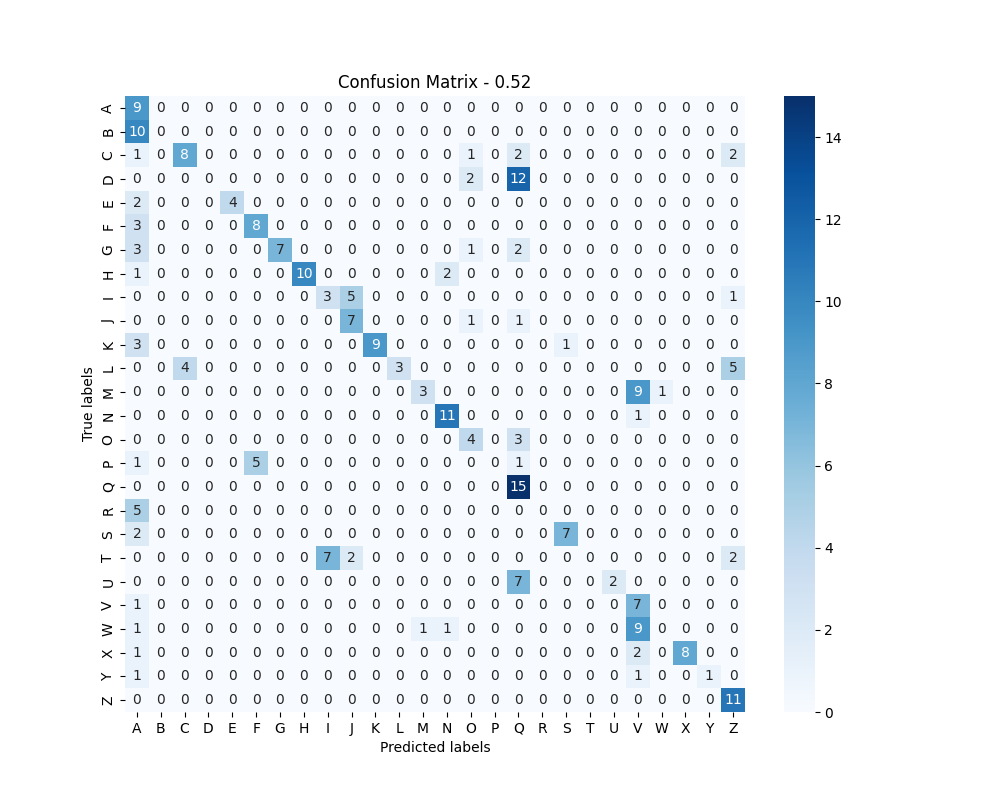 Confusion Matrix - 0.52
A 9 0 0 0 0 0 0 0 0 0 0 0 0 0 0 0 0 0 0 0 0 0 0 0 0 0
B 10 0 0 0 0 0 0 0 0 0 0 0 0 0 0 0 0 0 0 0 0 0 0 0 0 0
C 1 0 8 0 0 0 0 0 0 0 0 0 0 0 1 0 2 0 0 0 0 0 0 0 0 2
D 0 0 0 0 0 0 0 0 0 0 0 0 0 0 2 0 12 0 0 0 0 0 0 0 0 0
E 2 0 0 0 4 0 0 0 0 0 0 0 0 0 0 0 0 0 0 0 0 0 0 0 0 0
F 3 0 0 0 0 8 0 0 0 0 0 0 0 0 0 0 0 0 0 0 0 0 0 0 0 0
G 3 0 0 0 0 0 7 0 0 0 0 0 0 0 1 0 2 0 0 0 0 0 0 0 0 0
H 1 0 0 0 0 0 0 10 0 0 0 0 0 2 0 0 0 0 0 0 0 0 0 0 0 0
I 0 0 0 0 0 0 0 0 3 5 0 0 0 0 0 0 0 0 0 0 0 0 0 0 0 1
J 0 0 0 0 0 0 0 0 0 7 0 0 0 0 1 0 1 0 0 0 0 0 0 0 0 0
K 3 0 0 0 0 0 0 0 0 0 9 0 0 0 0 0 0 0 1 0 0 0 0 0 0 0
L 0 0 4 0 0 0 0 0 0 0 0 3 0 0 0 0 0 0 0 0 0 0 0 0 0 5
M 0 0 0 0 0 0 0 0 0 0 0 0 3 0 0 0 0 0 0 0 0 9 1 0 0 0
N 0 0 0 0 0 0 0 0 0 0 0 0 0 11 0 0 0 0 0 0 0 1 0 0 0 0
O 0 0 0 0 0 0 0 0 0 0 0 0 0 0 4 0 3 0 0 0 0 0 0 0 0 0
P 1 0 0 0 0 5 0 0 0 0 0 0 0 0 0 0 1 0 0 0 0 0 0 0 0 0
Q 0 0 0 0 0 0 0 0 0 0 0 0 0 0 0 0 15 0 0 0 0 0 0 0 0 0
R 5 0 0 0 0 0 0 0 0 0 0 0 0 0 0 0 0 0 0 0 0 0 0 0 0 0
S 2 0 0 0 0 0 0 0 0 0 0 0 0 0 0 0 0 0 7 0 0 0 0 0 0 0
T 0 0 0 0 0 0 0 0 7 2 0 0 0 0 0 0 0 0 0 0 0 0 0 0 0 2
U 0 0 0 0 0 0 0 0 0 0 0 0 0 0 0 0 7 0 0 0 2 0 0 0 0 0
V 1 0 0 0 0 0 0 0 0 0 0 0 0 0 0 0 0 0 0 0 0 7 0 0 0 0
W 1 0 0 0 0 0 0 0 0 0 0 0 1 1 0 0 0 0 0 0 0 9 0 0 0 0
X 1 0 0 0 0 0 0 0 0 0 0 0 0 0 0 0 0 0 0 0 0 2 0 8 0 0
Y 1 0 0 0 0 0 0 0 0 0 0 0 0 0 0 0 0 0 0 0 0 1 0 0 1 0
Z 0 0 0 0 0 0 0 0 0 0 0 0 0 0 0 0 0 0 0 0 0 0 0 0 0 11
A B C D E F G H I J K L M N O P Q R S T U V W X Y Z
Predicted labels
True labels
14
12
10
8
6
4
2
0